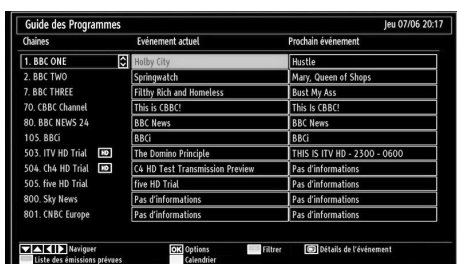 Guide des Programmes Jeu 07/06 20:17
Chaînes Evénement actuel Prochain événement
1. BBC ONE Holby City Hustle
2. BBC TWO Springwatch Mary, Queen of Shops
7. BBC THREE Filthy Rich and Homeless Bust My Ass
70. CBBC Channel This is CBBC! This Is CBBC!
80. BBC NEWS 24 BBC News BBC News
105. BBCi BBCi BBCi
503. ITV HD Trial HD The Domino Principle THIS IS ITV HD - 2300 - 0600
504. Ch4 HD Trial HD C4 HD Test Transmission Preview Pas d'informations
505. five HD Trial five HD Trial Pas d'informations
800. Sky News Pas d'informations Pas d'informations
801. CNBC Europe Pas d'informations Pas d'informations
Naviguer OK Options Filtrer Détails de l'événement
Liste des émissions prévues Calendrier